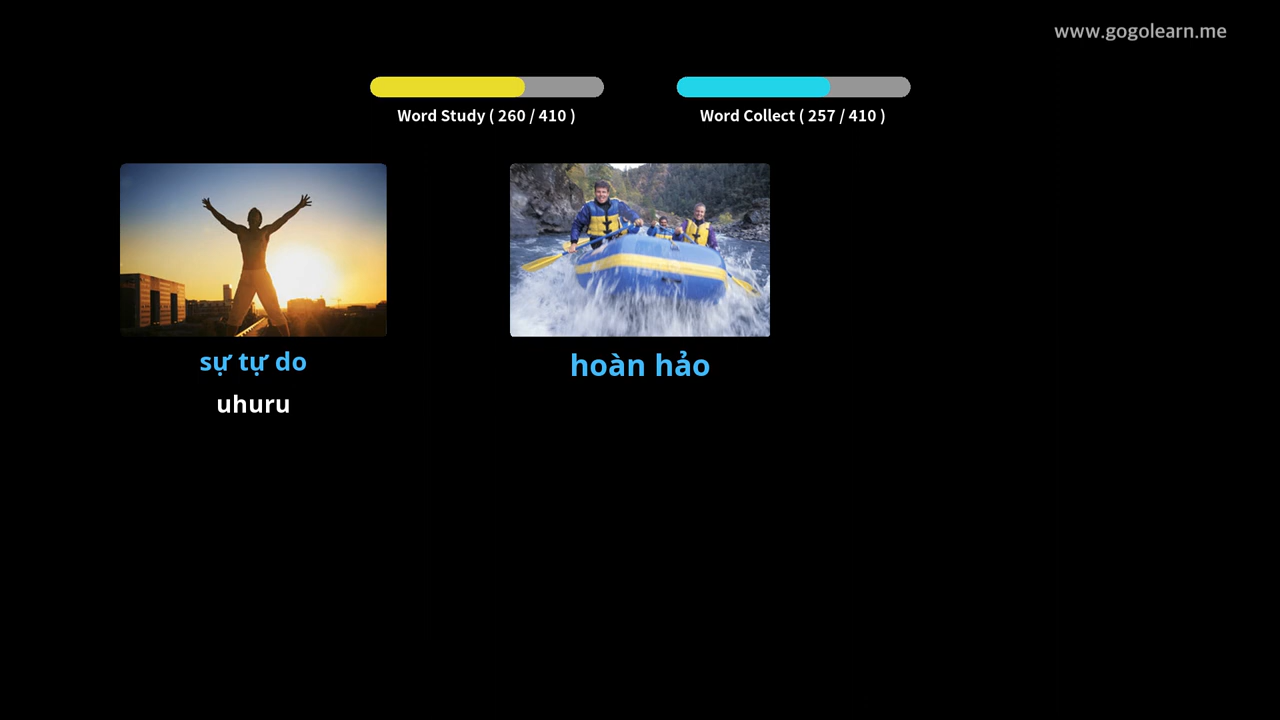 www.gogolearn.me
Word Study ( 260 / 410 )
Word Collect ( 257 / 410 )
sự tự do
uhuru
hoàn hảo